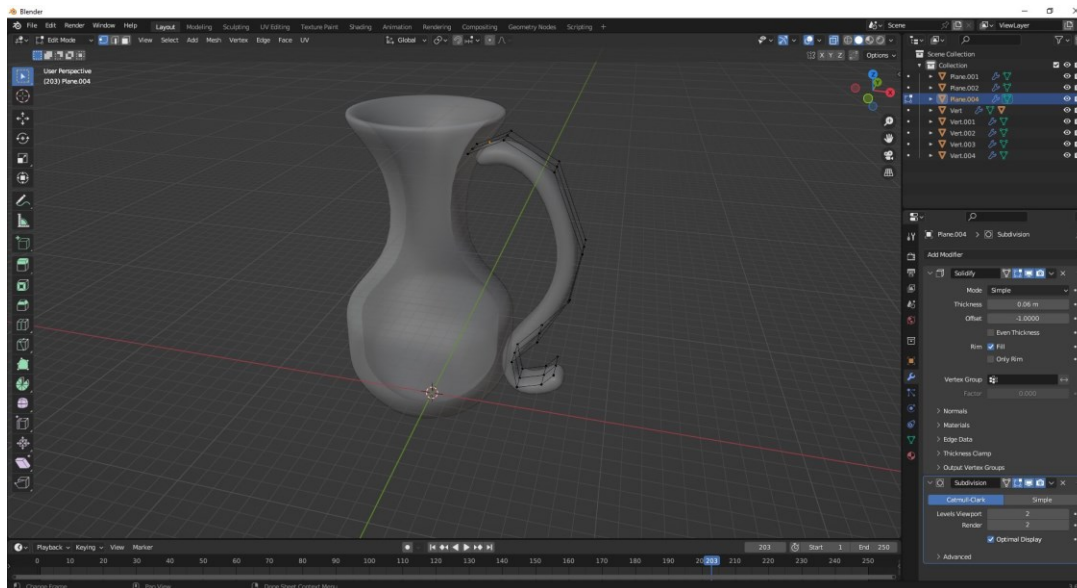 Blender
File Edit Render Window Help Layout Modeling Sculpting UV Editing Texture Paint Shading Animation Rendering Compositing Geometry Nodes Scripting + Scene ViewLayer
Edit Mode View Select Add Mesh Vertex Edge Face UV Global
X Y Z Options
User Perspective
(203) Plane.004
Scene Collection
Collection
Plane.001
Plane.002
Plane.004
Vert
Vert.001
Vert.002
Vert.003
Vert.004
Plane.004 > Subdivision
Add Modifier
Solidify
Mode Simple
Thickness 0.06 m
Offset -1.0000
Even Thickness
Rim Fill
Only Rim
Vertex Group
Factor 0.000
> Normals
> Materials
> Edge Data
> Thickness Clamp
> Output Vertex Groups
Subdivision
Catmull-Clark Simple
Levels Viewport 2
Render 2
Optimal Display
> Advanced
Playback Keying View Marker 203 Start 1 End 250
0 10 20 30 40 50 60 70 80 90 100 110 120 130 140 150 160 170 180 190 203 210 220 230 240 250
Change Frame Pan View Dope Sheet Context Menu